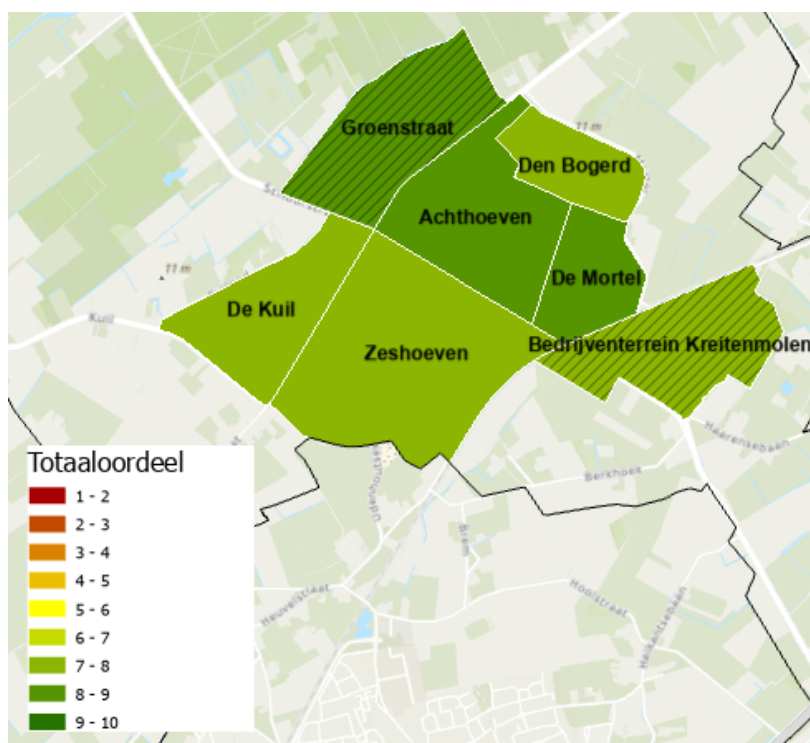 Groenstraat
11 m
Den Bogerd
Achthoeven
11 m
De Mortel
De Kuil
Kuil
Zeshoeven
Bedrijventerrein Kreitenmolen
Haarensebaan
Berkhoek
Udenhoutsew
Brem
Hooistraat
Heuvelstraat
Heikantsebaan
Totaaloordeel
1 - 2
2 - 3
3 - 4
4 - 5
5 - 6
6 - 7
7 - 8
8 - 9
9 - 10